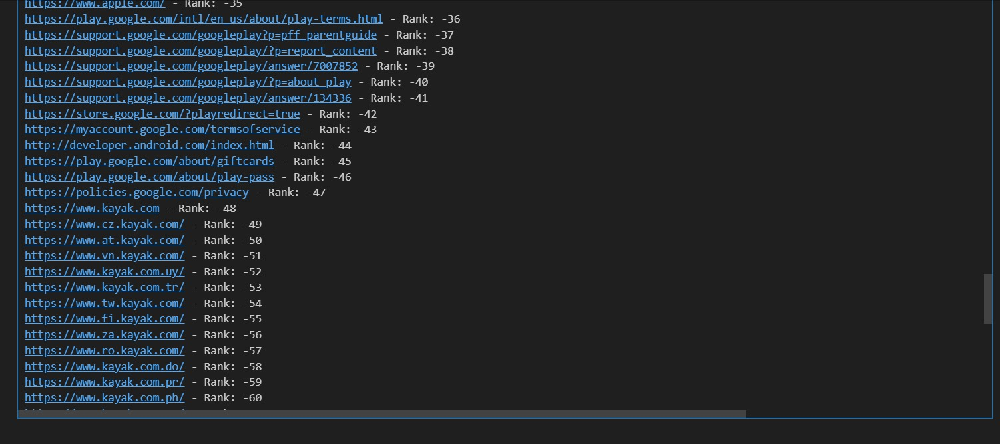 https://www.apple.com/ - Rank: -35
https://play.google.com/intl/en_us/about/play-terms.html - Rank: -36
https://support.google.com/googleplay?p=pff_parentguide - Rank: -37
https://support.google.com/googleplay/?p=report_content - Rank: -38
https://support.google.com/googleplay/answer/7007852 - Rank: -39
https://support.google.com/googleplay/?p=about_play - Rank: -40
https://support.google.com/googleplay/answer/134336 - Rank: -41
https://store.google.com/?playredirect=true - Rank: -42
https://myaccount.google.com/termsofservice - Rank: -43
http://developer.android.com/index.html - Rank: -44
https://play.google.com/about/giftcards - Rank: -45
https://play.google.com/about/play-pass - Rank: -46
https://policies.google.com/privacy - Rank: -47
https://www.kayak.com - Rank: -48
https://www.cz.kayak.com/ - Rank: -49
https://www.at.kayak.com/ - Rank: -50
https://www.vn.kayak.com/ - Rank: -51
https://www.kayak.com.uy/ - Rank: -52
https://www.kayak.com.tr/ - Rank: -53
https://www.tw.kayak.com/ - Rank: -54
https://www.fi.kayak.com/ - Rank: -55
https://www.za.kayak.com/ - Rank: -56
https://www.ro.kayak.com/ - Rank: -57
https://www.kayak.com.do/ - Rank: -58
https://www.kayak.com.pr/ - Rank: -59
https://www.kayak.com.ph/ - Rank: -60